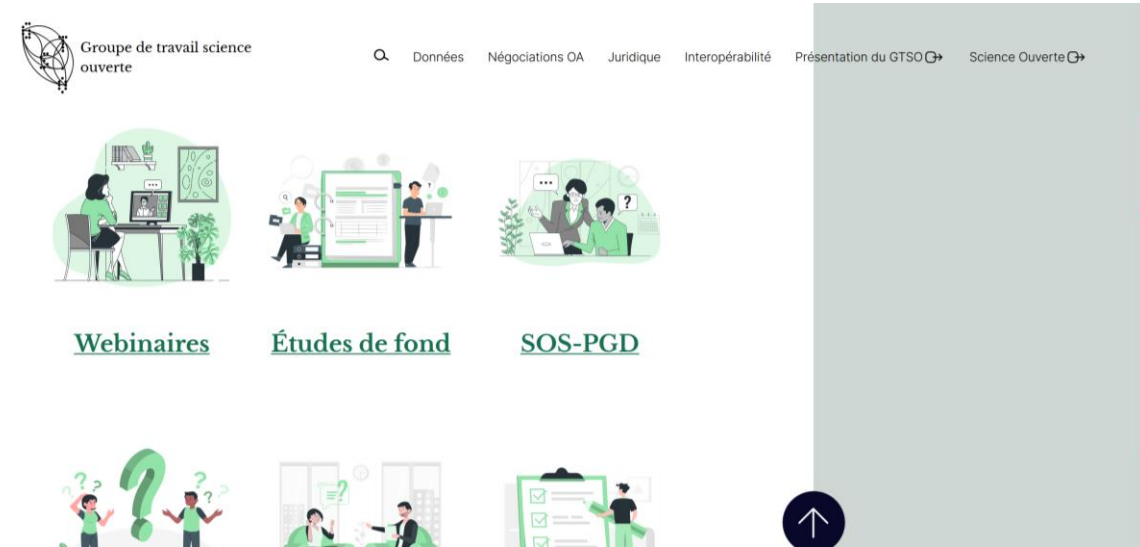 Groupe de travail science
ouverte
Données Négociations OA Juridique Interopérabilité Présentation du GTSO Science Ouverte
?
?
Webinaires Études de fond SOS-PGD
? ? ? ? ? ?
=?